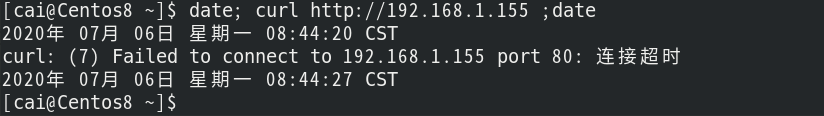 [cai@Centos8 ~]$ date; curl http://192.168.1.155 ;date
2020年 07月 06日 星期一 08:44:20 CST
curl: (7) Failed to connect to 192.168.1.155 port 80: 连接超时
2020年 07月 06日 星期一 08:44:27 CST
[cai@Centos8 ~]$